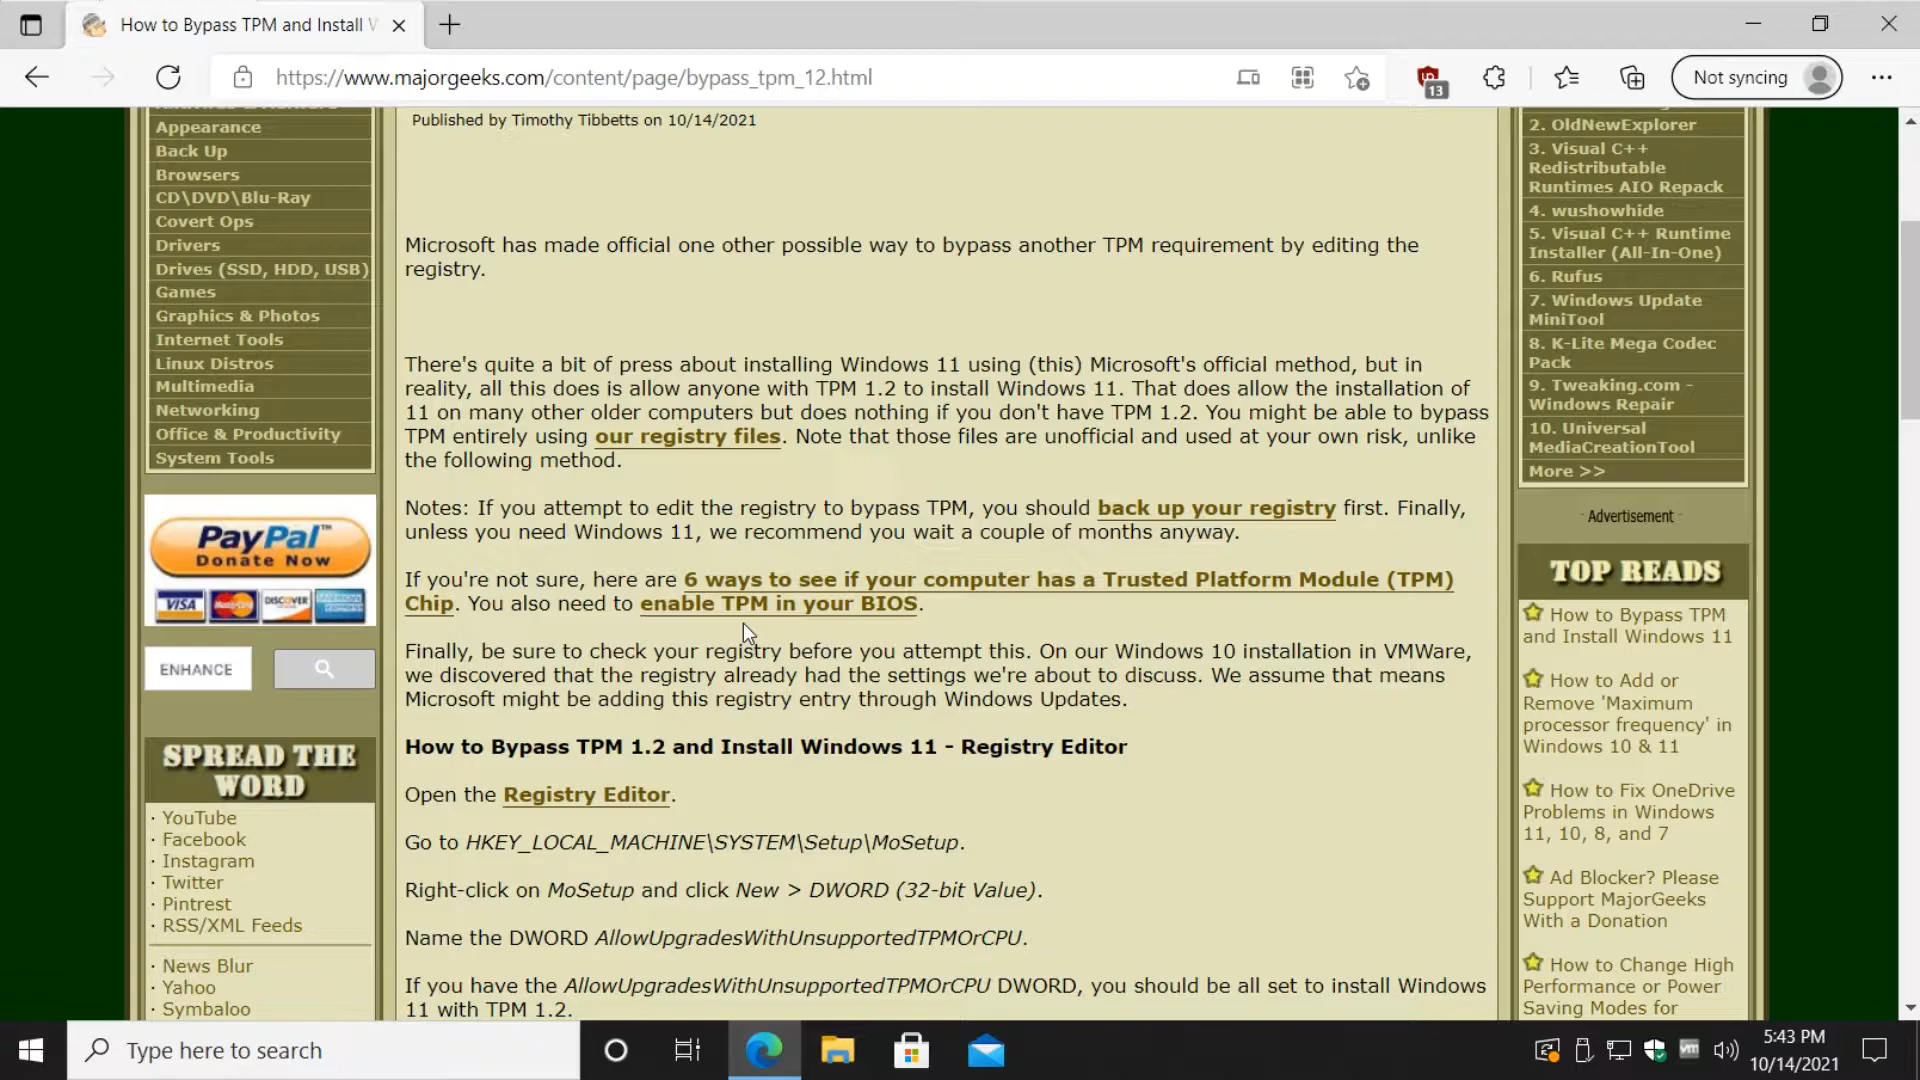 How to Bypass TPM and Install W
https://www.majorgeeks.com/content/page/bypass_tpm_12.html
13
Not syncing
Appearance
Back Up
Browsers
CD\DVD\Blu-Ray
Covert Ops
Drivers
Drives (SSD, HDD, USB)
Games
Graphics & Photos
Internet Tools
Linux Distros
Multimedia
Networking
Office & Productivity
System Tools
PayPal™
Donate Now
VISA MasterCard DISCOVER
ENHANCE
SPREAD THE
WORD
· YouTube
· Facebook
· Instagram
· Twitter
· Pinterest
· RSS/XML Feeds
· News Blur
· Yahoo
· Symbaloo
Published by Timothy Tibbetts on 10/14/2021
Microsoft has made official one other possible way to bypass another TPM requirement by editing the
registry.
There's quite a bit of press about installing Windows 11 using (this) Microsoft's official method, but in
reality, all this does is allow anyone with TPM 1.2 to install Windows 11. That does allow the installation of
11 on many other older computers but does nothing if you don't have TPM 1.2. You might be able to bypass
TPM entirely using our registry files. Note that those files are unofficial and used at your own risk, unlike
the following method.
Notes: If you attempt to edit the registry to bypass TPM, you should back up your registry first. Finally,
unless you need Windows 11, we recommend you wait a couple of months anyway.
If you're not sure, here are 6 ways to see if your computer has a Trusted Platform Module (TPM)
Chip. You also need to enable TPM in your BIOS.
Finally, be sure to check your registry before you attempt this. On our Windows 10 installation in VMWare,
we discovered that the registry already had the settings we're about to discuss. We assume that means
Microsoft might be adding this registry entry through Windows Updates.
How to Bypass TPM 1.2 and Install Windows 11 - Registry Editor
Open the Registry Editor.
Go to HKEY_LOCAL_MACHINE\SYSTEM\Setup\MoSetup.
Right-click on MoSetup and click New > DWORD (32-bit Value).
Name the DWORD AllowUpgradesWithUnsupportedTPMOrCPU.
If you have the AllowUpgradesWithUnsupportedTPMOrCPU DWORD, you should be all set to install Windows
11 with TPM 1.2.
2. OldNewExplorer
3. Visual C++
Redistributable
Runtimes AIO Repack
4. wushowhide
5. Visual C++ Runtime
Installer (All-In-One)
6. Rufus
7. Windows Update
MiniTool
8. K-Lite Mega Codec
Pack
9. Tweaking.com -
Windows Repair
10. Universal
MediaCreationTool
More >>
- Advertisement -
TOP READS
How to Bypass TPM
and Install Windows 11
How to Add or
Remove 'Maximum
processor frequency' in
Windows 10 & 11
How to Fix OneDrive
Problems in Windows
11, 10, 8, and 7
Ad Blocker? Please
Support MajorGeeks
With a Donation
How to Change High
Performance or Power
Saving Modes for
Type here to search
vm
5:43 PM
10/14/2021